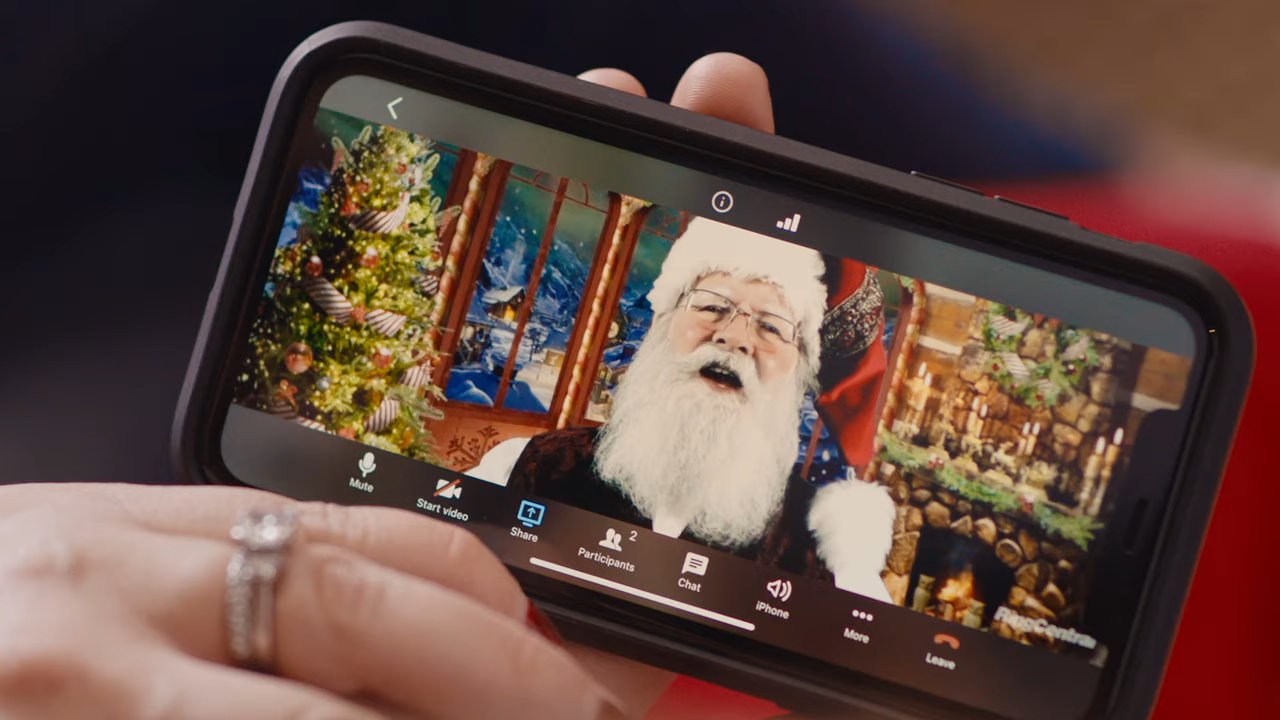 Mute
Start video
Share
2
Participants
Chat
iPhone
More
Leave
RingCentral